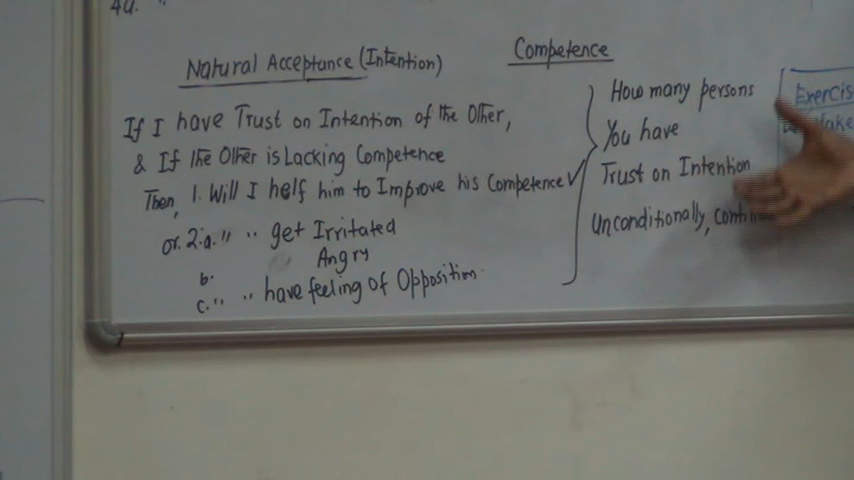 4a. "
Natural Acceptance (Intention)
Competence
If I have Trust on Intention of the Other,
& If the Other is Lacking Competence
Then, 1. Will I help him to Improve his Competence ✓
or 2. a. " " get Irritated
b. Angry
c. " " have feeling of Opposition.
How many persons
You have
Trust on Intention
Unconditionally,
Exercis